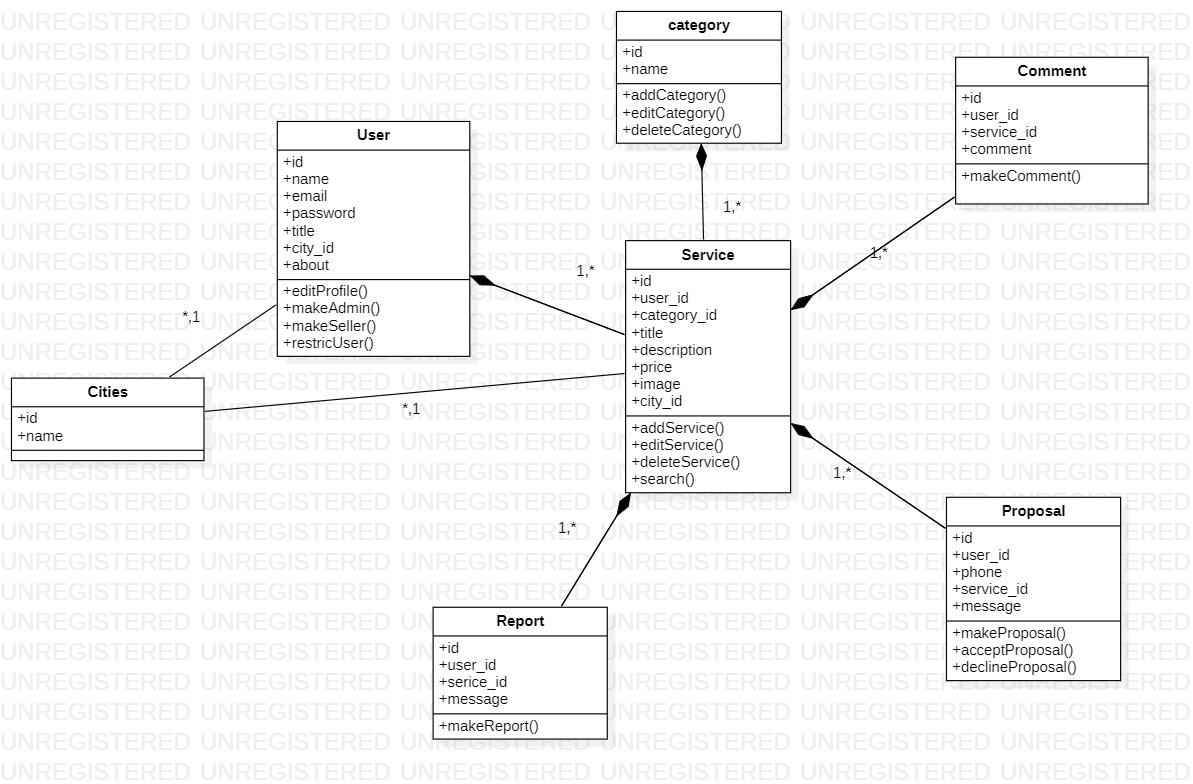 category
+id
+name
+addCategory()
+editCategory()
+deleteCategory()
Comment
+id
+user_id
+service_id
+comment
+makeComment()
User
+id
+name
+email
+password
+title
+city_id
+about
+editProfile()
+makeAdmin()
+makeSeller()
+restricUser()
1,*
1,*
1,*
*,1
*,1
Service
+id
+user_id
+category_id
+title
+description
+price
+image
+city_id
+addService()
+editService()
+deleteService()
+search()
Cities
+id
+name
1,*
1,*
Proposal
+id
+user_id
+phone
+service_id
+message
+makeProposal()
+acceptProposal()
+declineProposal()
Report
+id
+user_id
+serice_id
+message
+makeReport()
UNREGISTERED